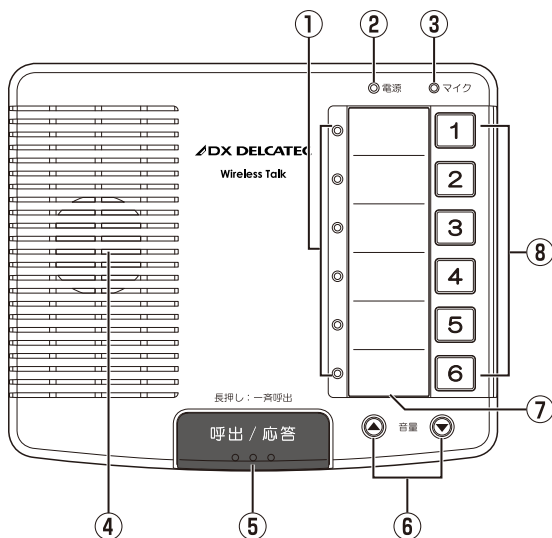 ① ② ③
電源 マイク
ADX DELCATEC
Wireless Talk
1
2
3
4
5
6
⑧
⑦
長押し：一斉呼出
呼出 / 応答
音量
④ ⑤ ⑥